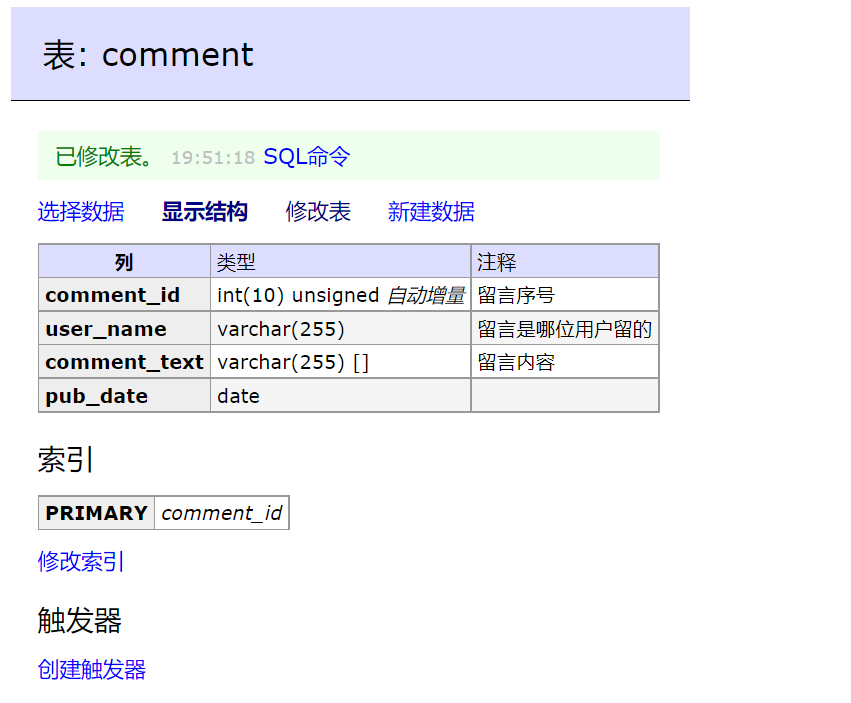 表: comment
已修改表。 19:51:18 SQL命令
选择数据 显示结构 修改表 新建数据
列 类型 注释
comment_id int(10) unsigned 自动增量 留言序号
user_name varchar(255) 留言是哪位用户留的
comment_text varchar(255) [] 留言内容
pub_date date
索引
PRIMARY comment_id
修改索引
触发器
创建触发器